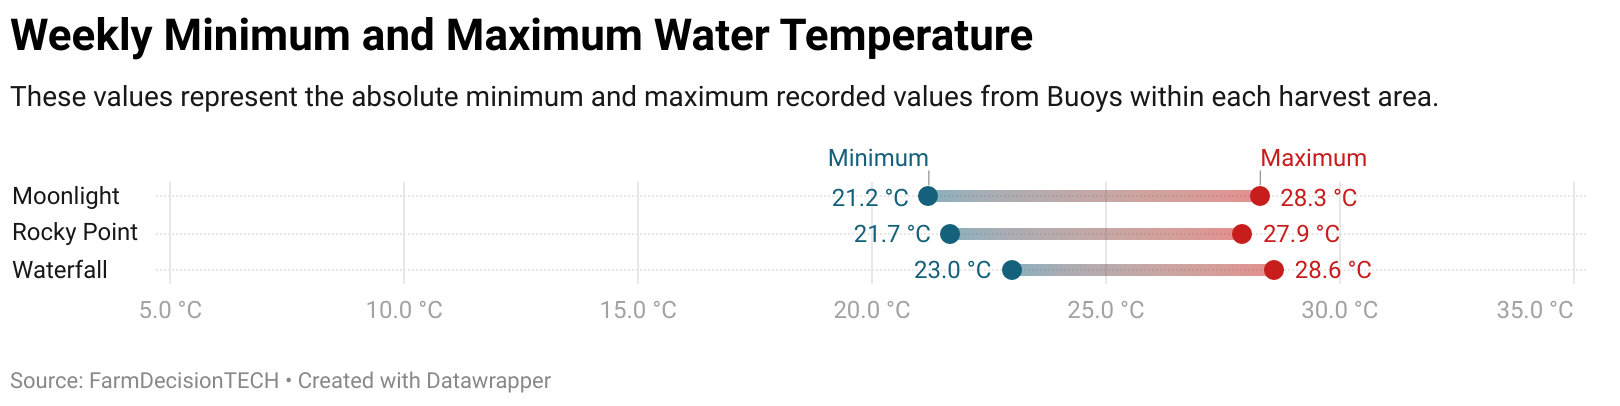 Weekly Minimum and Maximum Water Temperature
These values represent the absolute minimum and maximum recorded values from Buoys within each harvest area.
Minimum Maximum
Moonlight 21.2 °C 28.3 °C
Rocky Point 21.7 °C 27.9 °C
Waterfall 23.0 °C 28.6 °C
5.0 °C 10.0 °C 15.0 °C 20.0 °C 25.0 °C 30.0 °C 35.0 °C
Source: FarmDecisionTECH • Created with Datawrapper